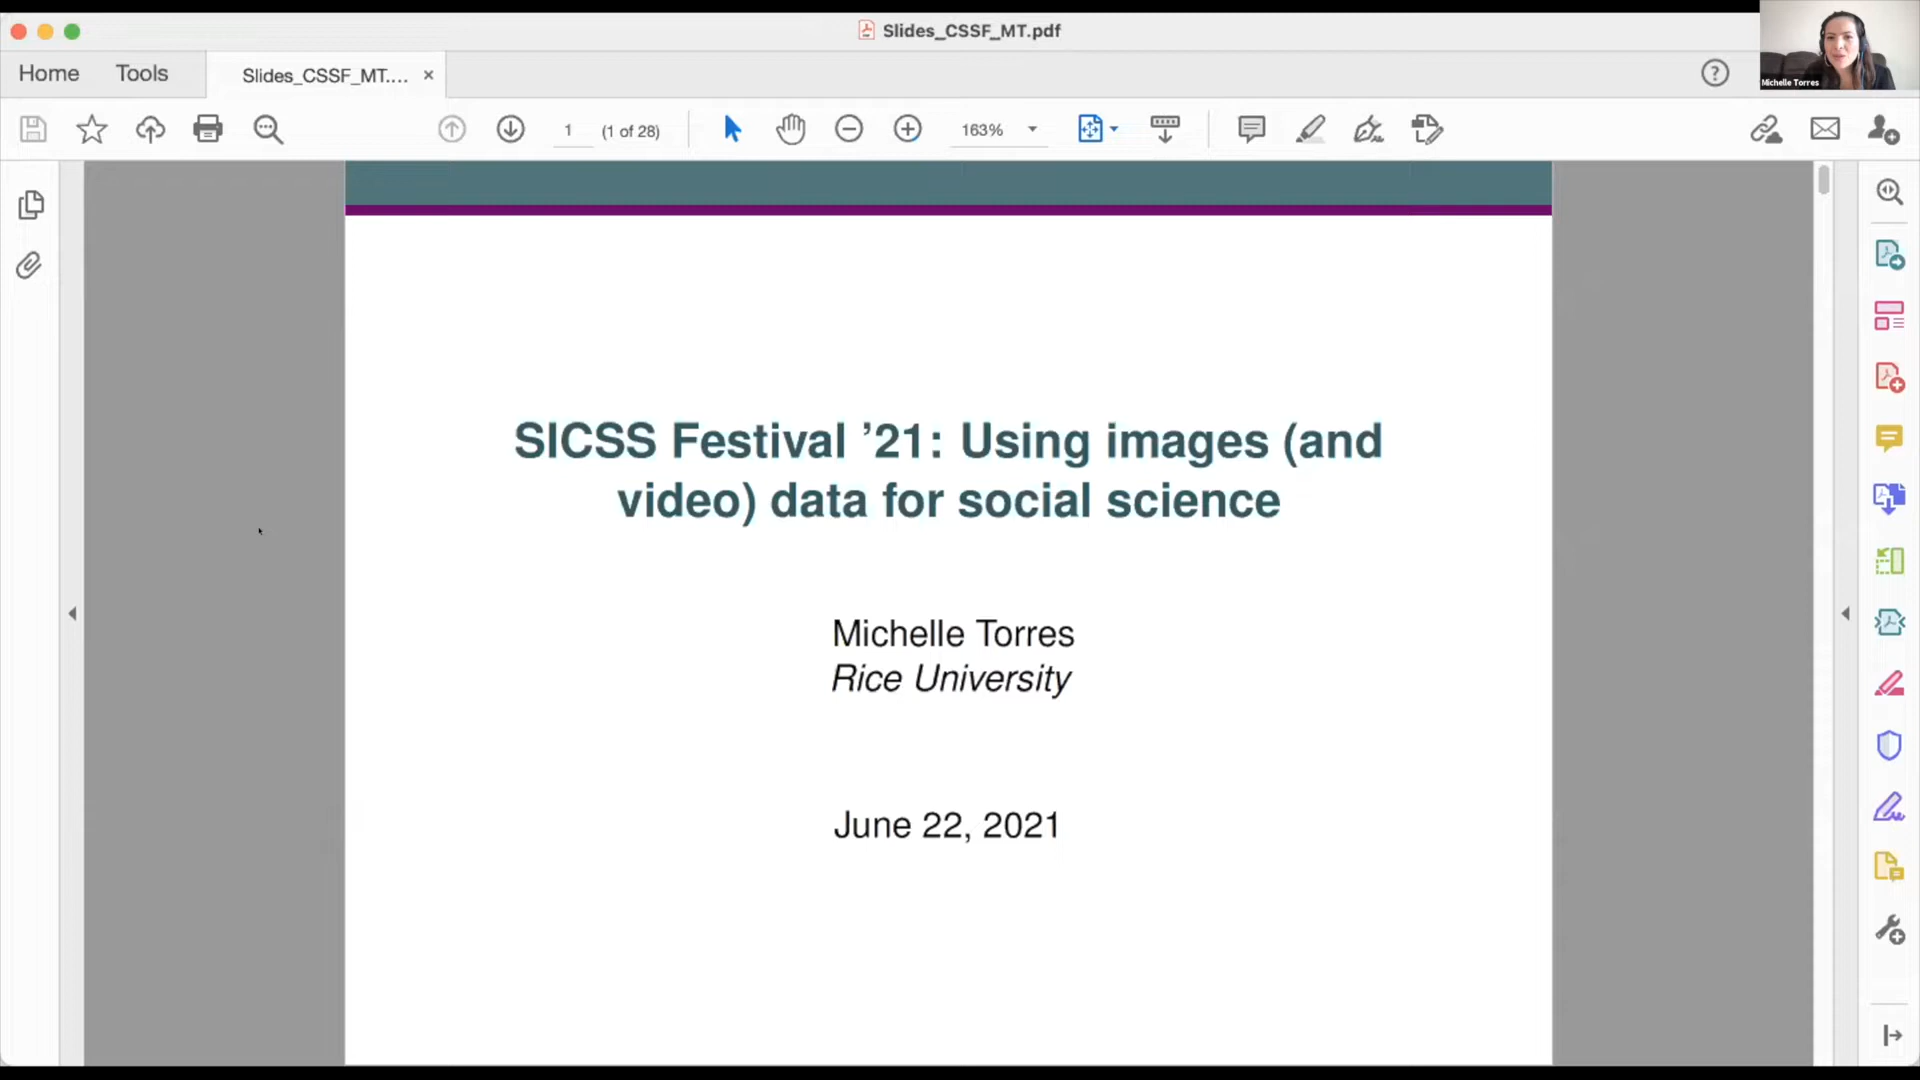 Slides_CSSF_MT.pdf
Home
Tools
Slides_CSSF_MT....
Michelle Torres
1
(1 of 28)
163%
SICSS Festival ’21: Using images (and
video) data for social science
Michelle Torres
Rice University
June 22, 2021